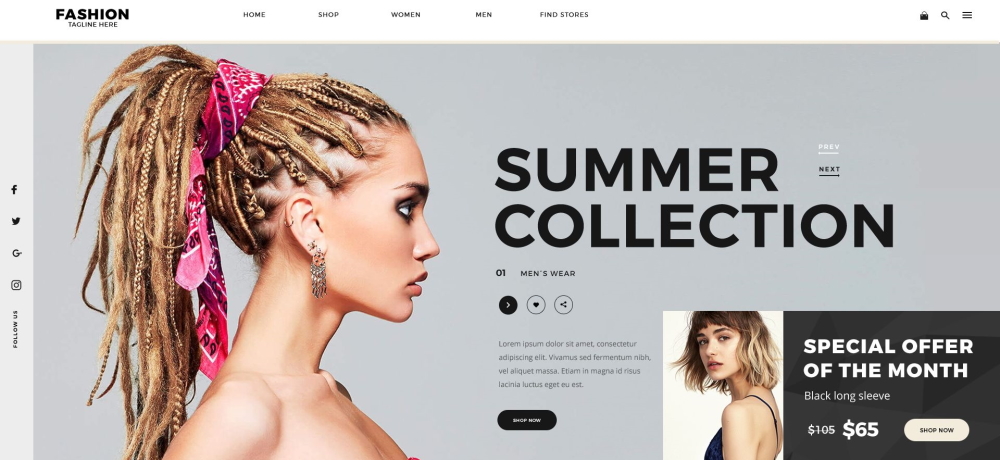 FASHION
TAGLINE HERE
HOME
SHOP
WOMEN
MEN
FIND STORES
SUMMER
COLLECTION
PREV
NEXT
01 MEN'S WEAR
Lorem ipsum dolor sit amet, consectetur
adipiscing elit. Vivamus sed fermentum nibh,
vel aliquet massa. Etiam in magna id risus
lacinia luctus eget eu est.
SHOP NOW
FOLLOW US
SPECIAL OFFER
OF THE MONTH
Black long sleeve
$105 $65
SHOP NOW